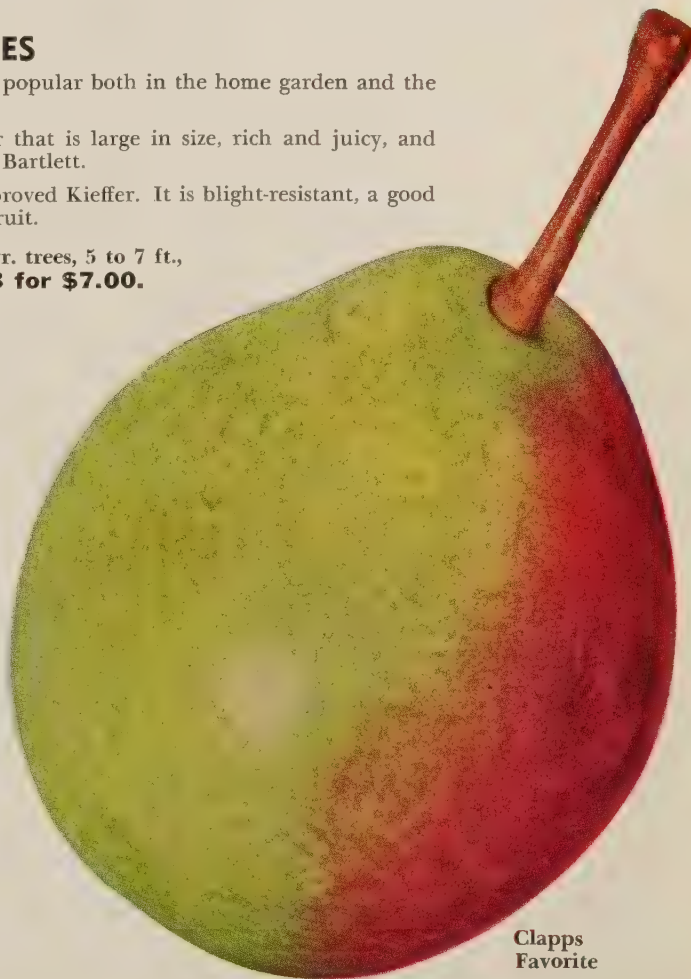 ES
popular both in the home garden and the
r that is large in size, rich and juicy, and
Bartlett.
roved Kieffer. It is blight-resistant, a good
ruit.
r. trees, 5 to 7 ft.,
for $7.00.
Clapps
Favorite